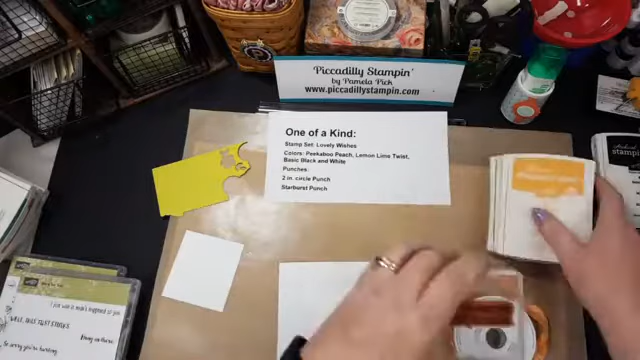 Piccadilly Stampin'
by Pamela Pick
www.piccadillystampin.com
One of a Kind:
Stamp Set: Lovely Wishes
Colors: Peekaboo Peach, Lemon Lime Twist,
Basic Black and White
Punches:
2 in. circle Punch
Starburst Punch
stampin